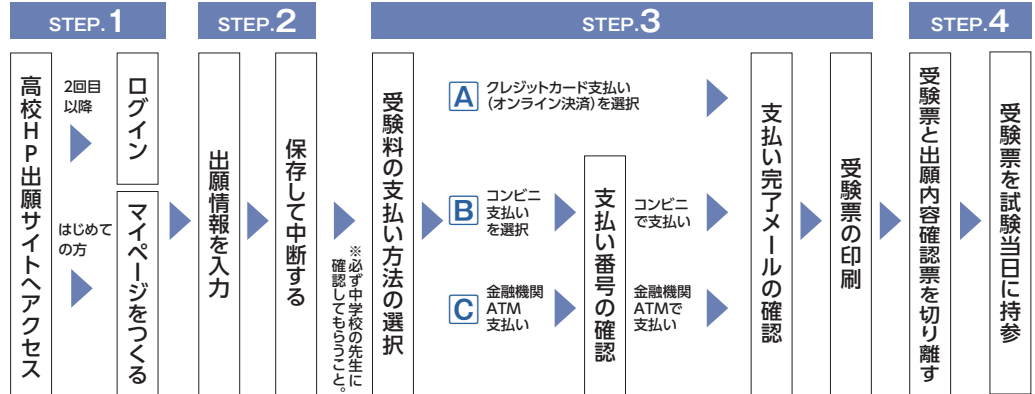 STEP.1
STEP.2
STEP.3
STEP.4
高校HP出願サイトへアクセス
2回目
以降
ログイン
はじめて
の方
マイページをつくる
出願情報を入力
保存して中断する
※必ず中学校の先生に
確認してもらうこと。
受験料の支払い方法の選択
A
クレジットカード支払い
（オンライン決済）を選択
B
コンビニ
支払い
を選択
C
金融機関
ATM
支払い
支払い番号の確認
コンビニ
で支払い
金融機関
ATMで
支払い
支払い完了メールの確認
受験票の印刷
受験票と出願内容確認票を切り離す
受験票を試験当日に持参